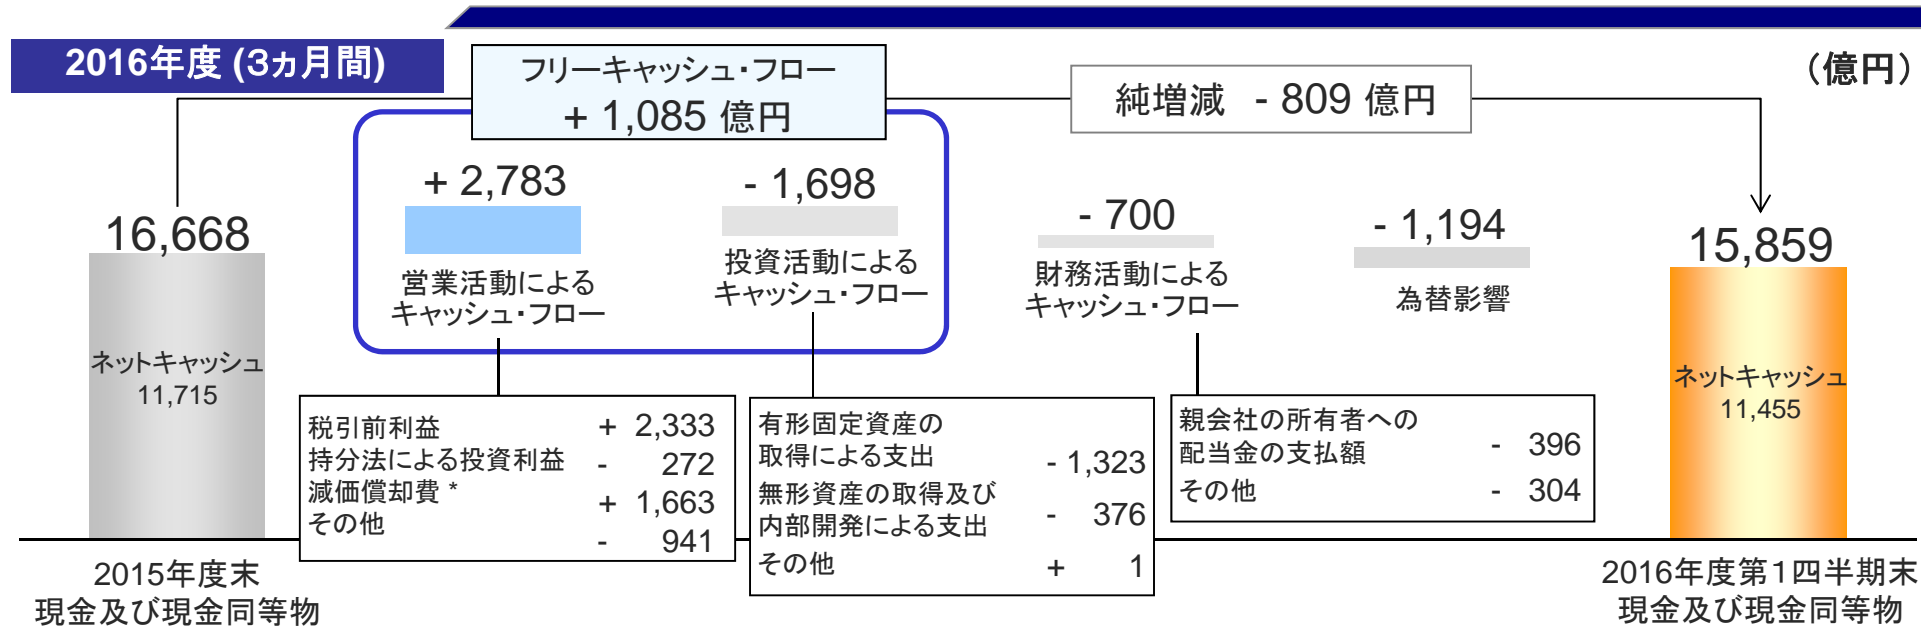 2016年度 (3ヵ月間)
(億円)
フリーキャッシュ・フロー
+ 1,085 億円
純増減 - 809 億円
16,668
+ 2,783
- 1,698
- 700
- 1,194
15,859
営業活動による
キャッシュ・フロー
投資活動による
キャッシュ・フロー
財務活動による
キャッシュ・フロー
為替影響
ネットキャッシュ
11,715
ネットキャッシュ
11,455
税引前利益 + 2,333
持分法による投資利益 - 272
減価償却費 * + 1,663
その他 - 941
有形固定資産の
取得による支出 - 1,323
無形資産の取得及び
内部開発による支出 - 376
その他 + 1
親会社の所有者への
配当金の支払額 - 396
その他 - 304
2015年度末
現金及び現金同等物
2016年度第1四半期末
現金及び現金同等物